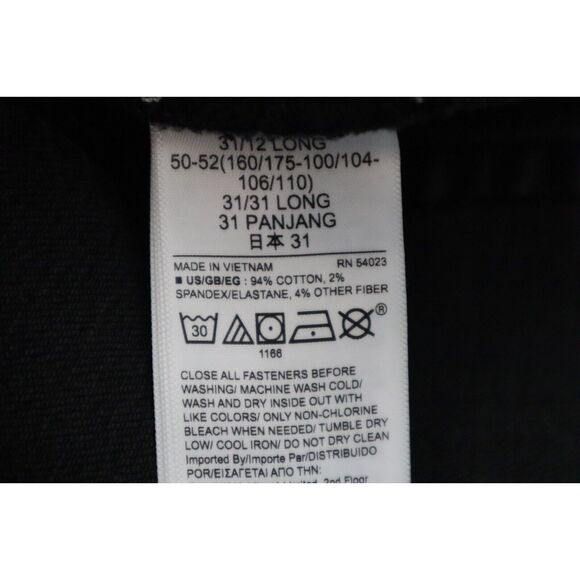 31/12 LONG
50-52(160/175-100/104-
106/110)
31/31 LONG
31 PANJANG
日本 31
MADE IN VIETNAM RN 54023
■ US/GB/EG : 94% COTTON, 2%
SPANDEX/ELASTANE, 4% OTHER FIBER
30
®
1166
CLOSE ALL FASTENERS BEFORE
WASHING/ MACHINE WASH COLD/
WASH AND DRY INSIDE OUT WITH
LIKE COLORS/ ONLY NON-CHLORINE
BLEACH WHEN NEEDED/ TUMBLE DRY
LOW/ COOL IRON/ DO NOT DRY CLEAN
Imported By/Importe Par/DISTRIBUIDO
POR/ΕΙΣΑΓΕΤΑΙ ΑΠΟ ΤΗΝ:
Limited, 2nd Floor